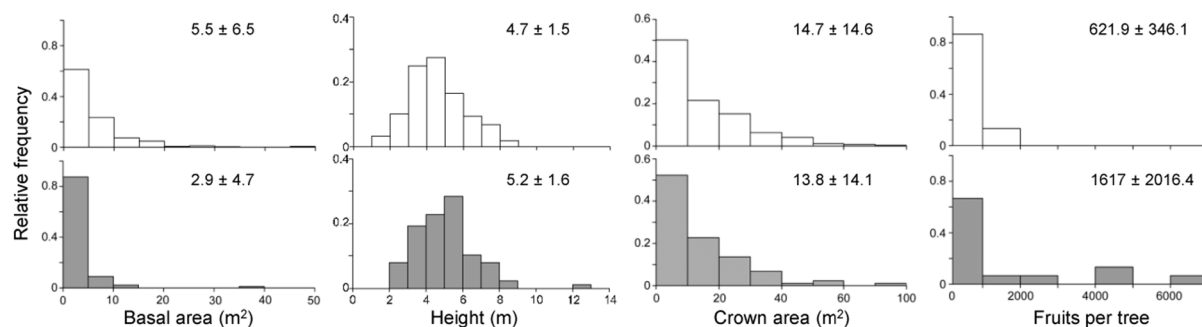 5.5 ± 6.5
4.7 ± 1.5
14.7 ± 14.6
621.9 ± 346.1
0.8
0.4
0
0.4
0.2
0
0.6
0.4
0.2
0
0.8
0.4
0
Relative frequency
2.9 ± 4.7
5.2 ± 1.6
13.8 ± 14.1
1617 ± 2016.4
0.8
0.4
0
0.4
0.2
0
0.6
0.4
0.2
0
0.8
0.4
0
0 10 20 30 40 50
0 2 4 6 8 10 12 14
0 20 40 60 80 100
0 2000 4000 6000
Basal area (m²)
Height (m)
Crown area (m²)
Fruits per tree